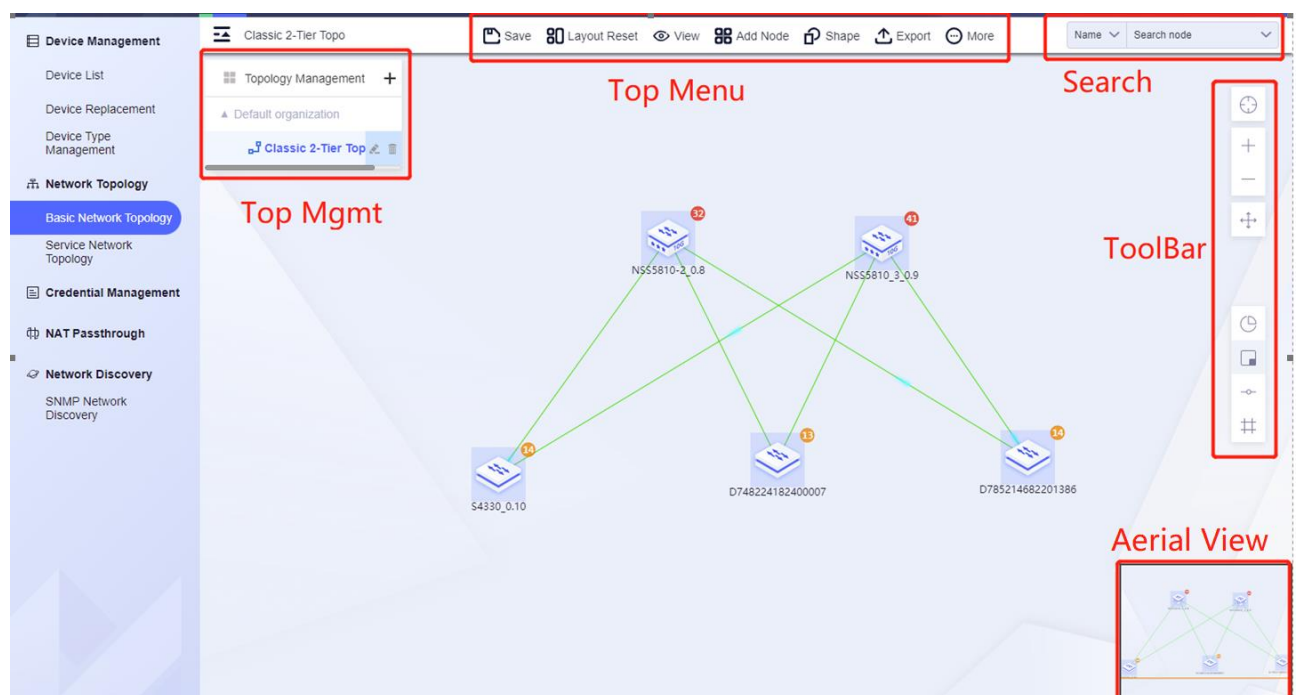 Device Management
Device List
Device Replacement
Device Type
Management
Network Topology
Basic Network Topology
Service Network
Topology
Credential Management
NAT Passthrough
Network Discovery
SNMP Network
Discovery
Classic 2-Tier Topo
Save Layout Reset View Add Node Shape Export More
Name Search node
Topology Management +
Default organization
Classic 2-Tier Top
Top Mgmt
Top Menu
Search
ToolBar
32
NSS5810-2_0.8
41
NSS5810_3_0.9
14
S4330_0.10
13
D748224182400007
14
D785214682201386
Aerial View